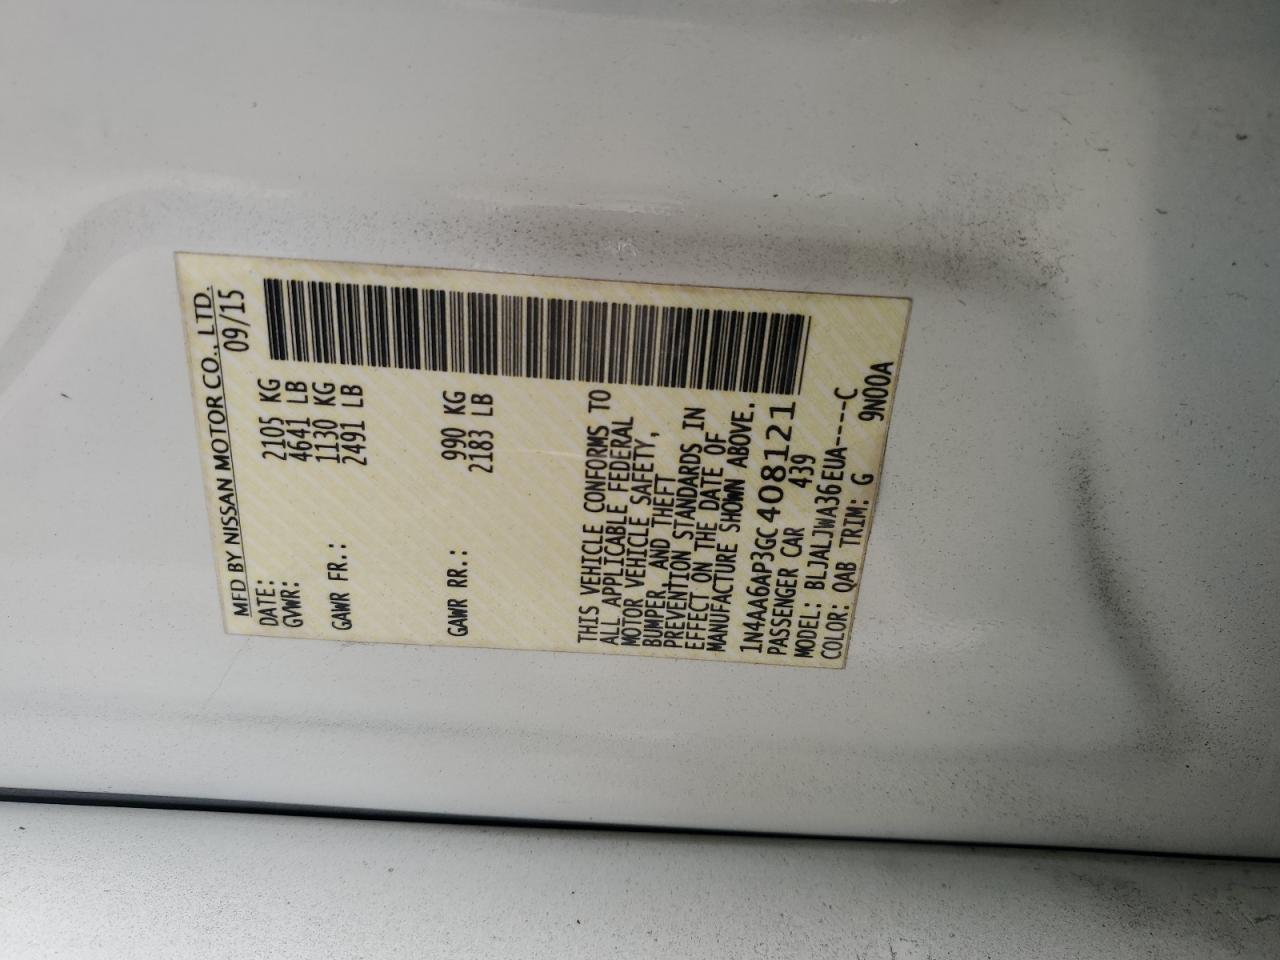 MFD BY NISSAN MOTOR CO., LTD.
DATE: 09/15
GVWR: 2105 KG
4641 LB
GAWR FR.: 1130 KG
2491 LB
GAWR RR.: 990 KG
2183 LB
THIS VEHICLE CONFORMS TO
ALL APPLICABLE FEDERAL
MOTOR VEHICLE SAFETY,
BUMPER, AND THEFT
PREVENTION STANDARDS IN
EFFECT ON THE DATE OF
MANUFACTURE SHOWN ABOVE.
1N4AA6AP3GC408121
PASSENGER CAR 439
MODEL: BLJALJWA36EUA-----C
COLOR: QAB TRIM: G 9N00A